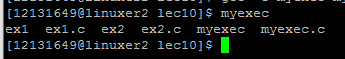 [12131649@linuxer2 lec10]$ myexec
ex1  ex1.c  ex2  ex2.c  myexec  myexec.c
[12131649@linuxer2 lec10]$